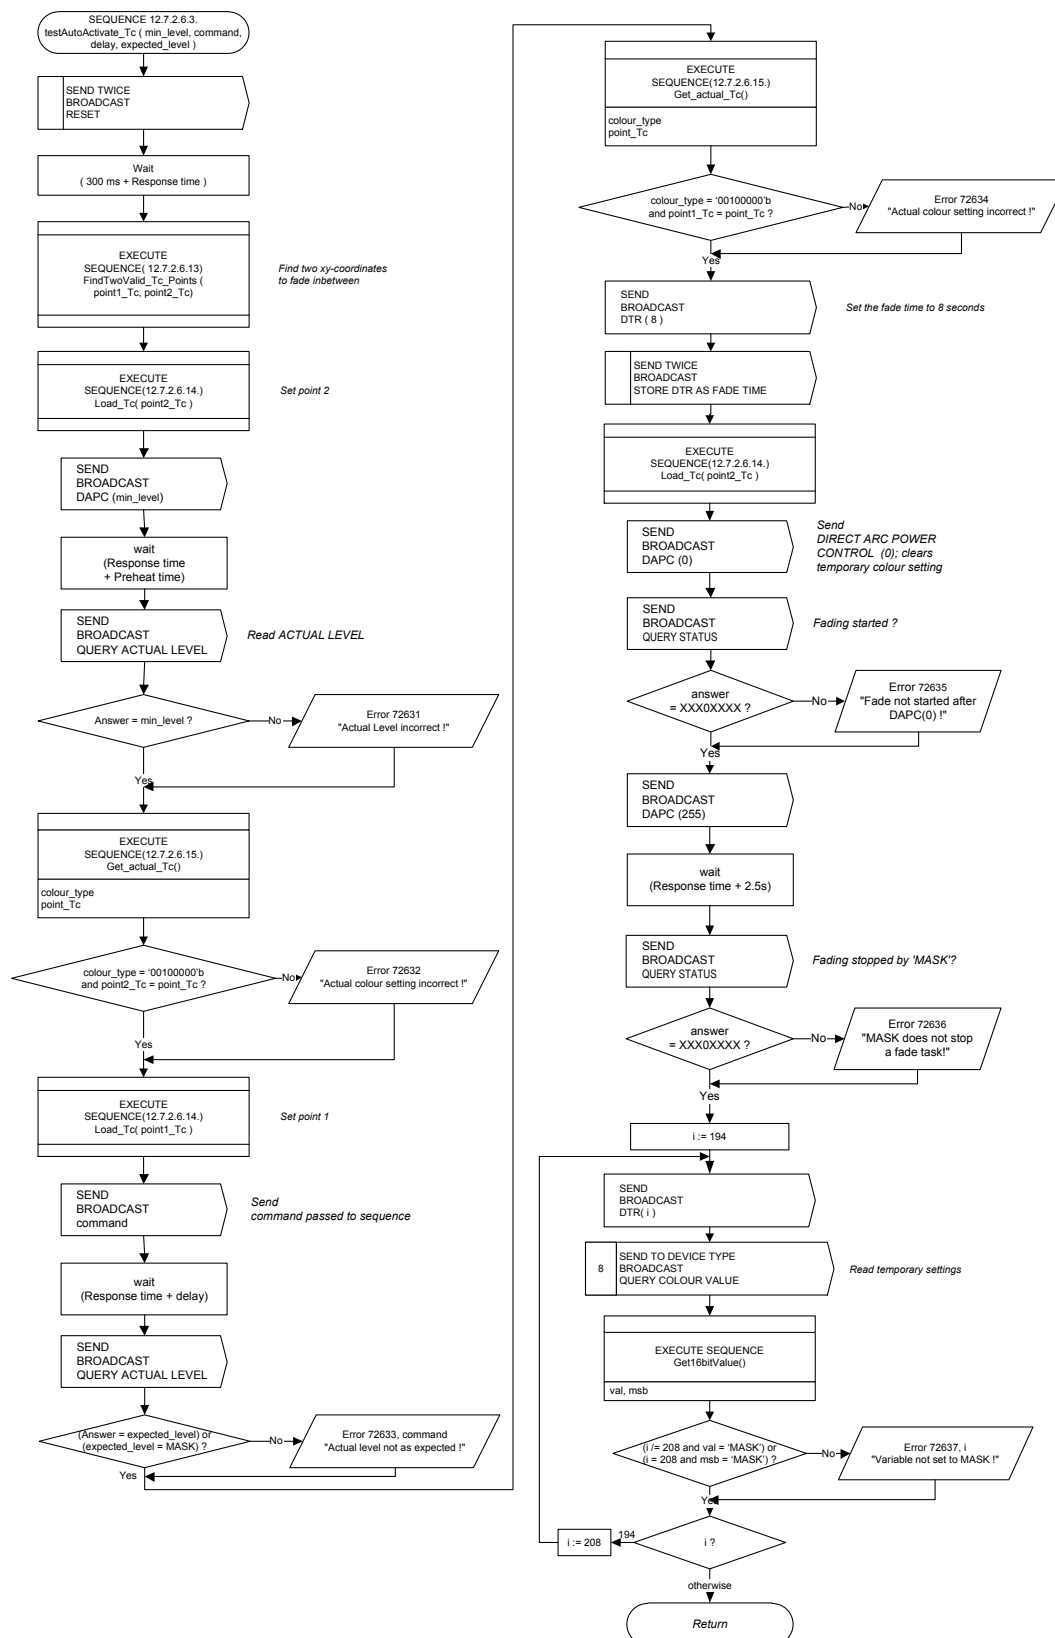 SEQUENCE 12.7.2.6.3.
testAutoActivate_Tc ( min_level, command,
delay, expected_level )
SEND TWICE
BROADCAST
RESET
Wait
( 300 ms + Response time )
EXECUTE
SEQUENCE( 12.7.2.6.13)
FindTwoValid_Tc_Points (
point1_Tc, point2_Tc)
Find two xy-coordinates
to fade inbetween
EXECUTE
SEQUENCE(12.7.2.6.14.)
Load_Tc( point2_Tc )
Set point 2
SEND
BROADCAST
DAPC (min_level)
wait
(Response time
+ Preheat time)
SEND
BROADCAST
QUERY ACTUAL LEVEL
Read ACTUAL LEVEL
Answer = min_level ?
No
Error 72631
"Actual Level incorrect !"
Yes
EXECUTE
SEQUENCE(12.7.2.6.15.)
Get_actual_Tc()
colour_type
point_Tc
colour_type = '00100000'b
and point2_Tc = point_Tc ?
No
Error 72632
"Actual colour setting incorrect !"
Yes
EXECUTE
SEQUENCE(12.7.2.6.14.)
Load_Tc( point1_Tc )
Set point 1
SEND
BROADCAST
command
Send
command passed to sequence
wait
(Response time + delay)
SEND
BROADCAST
QUERY ACTUAL LEVEL
(Answer = expected_level) or
(expected_level = MASK) ?
No
Error 72633, command
"Actual level not as expected !"
Yes
EXECUTE
SEQUENCE(12.7.2.6.15.)
Get_actual_Tc()
colour_type
point_Tc
colour_type = '00100000'b
and point1_Tc = point_Tc ?
No
Error 72634
"Actual colour setting incorrect !"
Yes
SEND
BROADCAST
DTR ( 8 )
Set the fade time to 8 seconds
SEND TWICE
BROADCAST
STORE DTR AS FADE TIME
EXECUTE
SEQUENCE(12.7.2.6.14.)
Load_Tc( point2_Tc )
SEND
BROADCAST
DAPC (0)
Send
DIRECT ARC POWER
CONTROL (0); clears
temporary colour setting
SEND
BROADCAST
QUERY STATUS
Fading started ?
answer
= XXX0XXXX ?
No
Error 72635
"Fade not started after
DAPC(0) !"
Yes
SEND
BROADCAST
DAPC (255)
wait
(Response time + 2.5s)
SEND
BROADCAST
QUERY STATUS
Fading stopped by 'MASK'?
answer
= XXX0XXXX ?
No
Error 72636
"MASK does not stop
a fade task!"
Yes
i := 194
SEND
BROADCAST
DTR( i )
8
SEND TO DEVICE TYPE
BROADCAST
QUERY COLOUR VALUE
Read temporary settings
EXECUTE SEQUENCE
Get16bitValue()
val, msb
(i /= 208 and val = 'MASK') or
(i = 208 and msb = 'MASK') ?
No
Error 72637, i
"Variable not set to MASK !"
Yes
i ?
194
i := 208
otherwise
Return